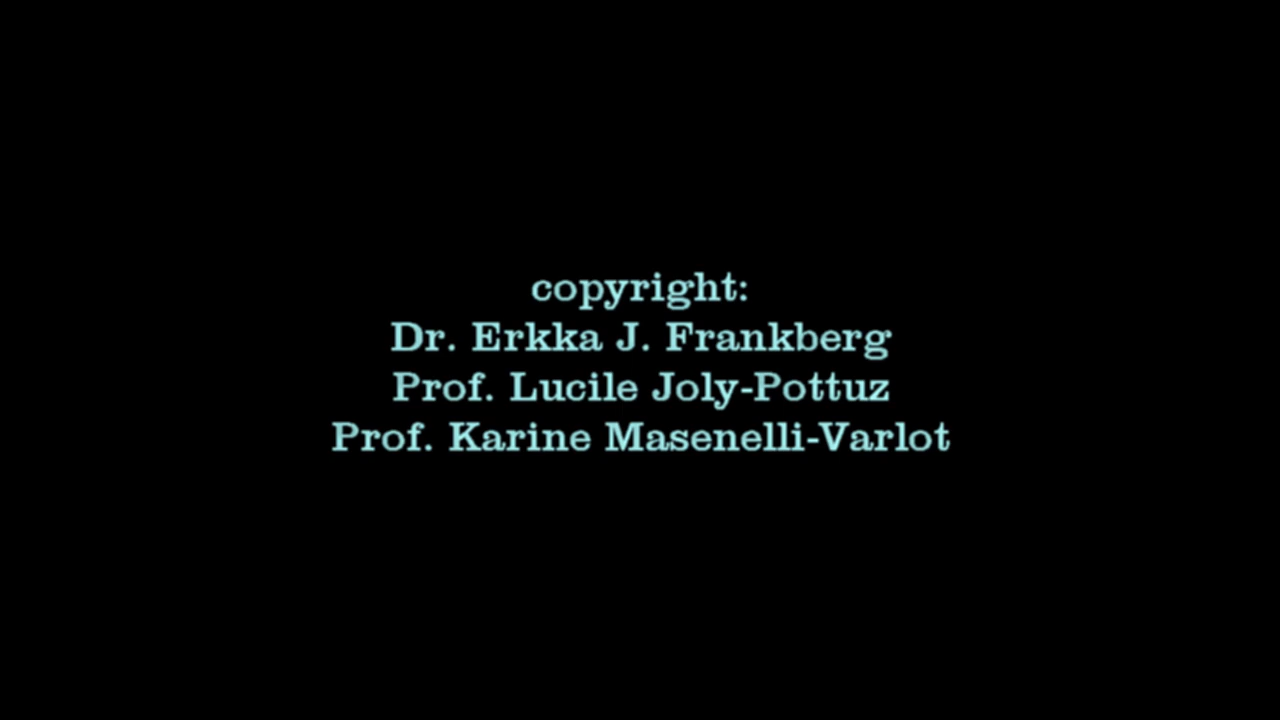 copyright:
Dr. Erkka J. Frankberg
Prof. Lucile Joly-Pottuz
Prof. Karine Masenelli-Varlot